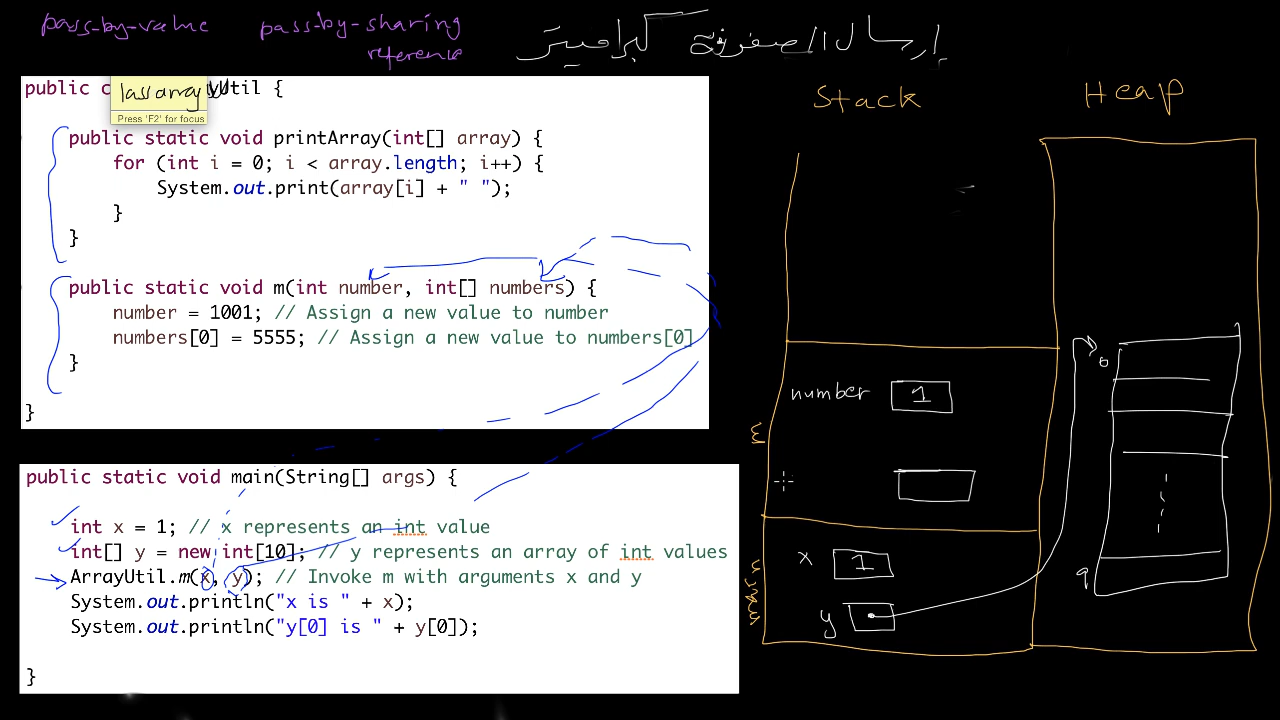 pass-by-value pass-by-sharing
reference
إرسال المصفوفة كبراميتر
public c Util {
Press 'F2' for focus
public static void printArray(int[] array) {
for (int i = 0; i < array.length; i++) {
System.out.print(array[i] + " ");
}
}
public static void m(int number, int[] numbers) {
number = 1001; // Assign a new value to number
numbers[0] = 5555; // Assign a new value to numbers[0]
}
}
public static void main(String[] args) {
int x = 1; // x represents an int value
int[] y = new int[10]; // y represents an array of int values
ArrayUtil.m(x, y); // Invoke m with arguments x and y
System.out.println("x is " + x);
System.out.println("y[0] is " + y[0]);
}
Stack
Heap
number 1
m
x 1
y
main
0
9